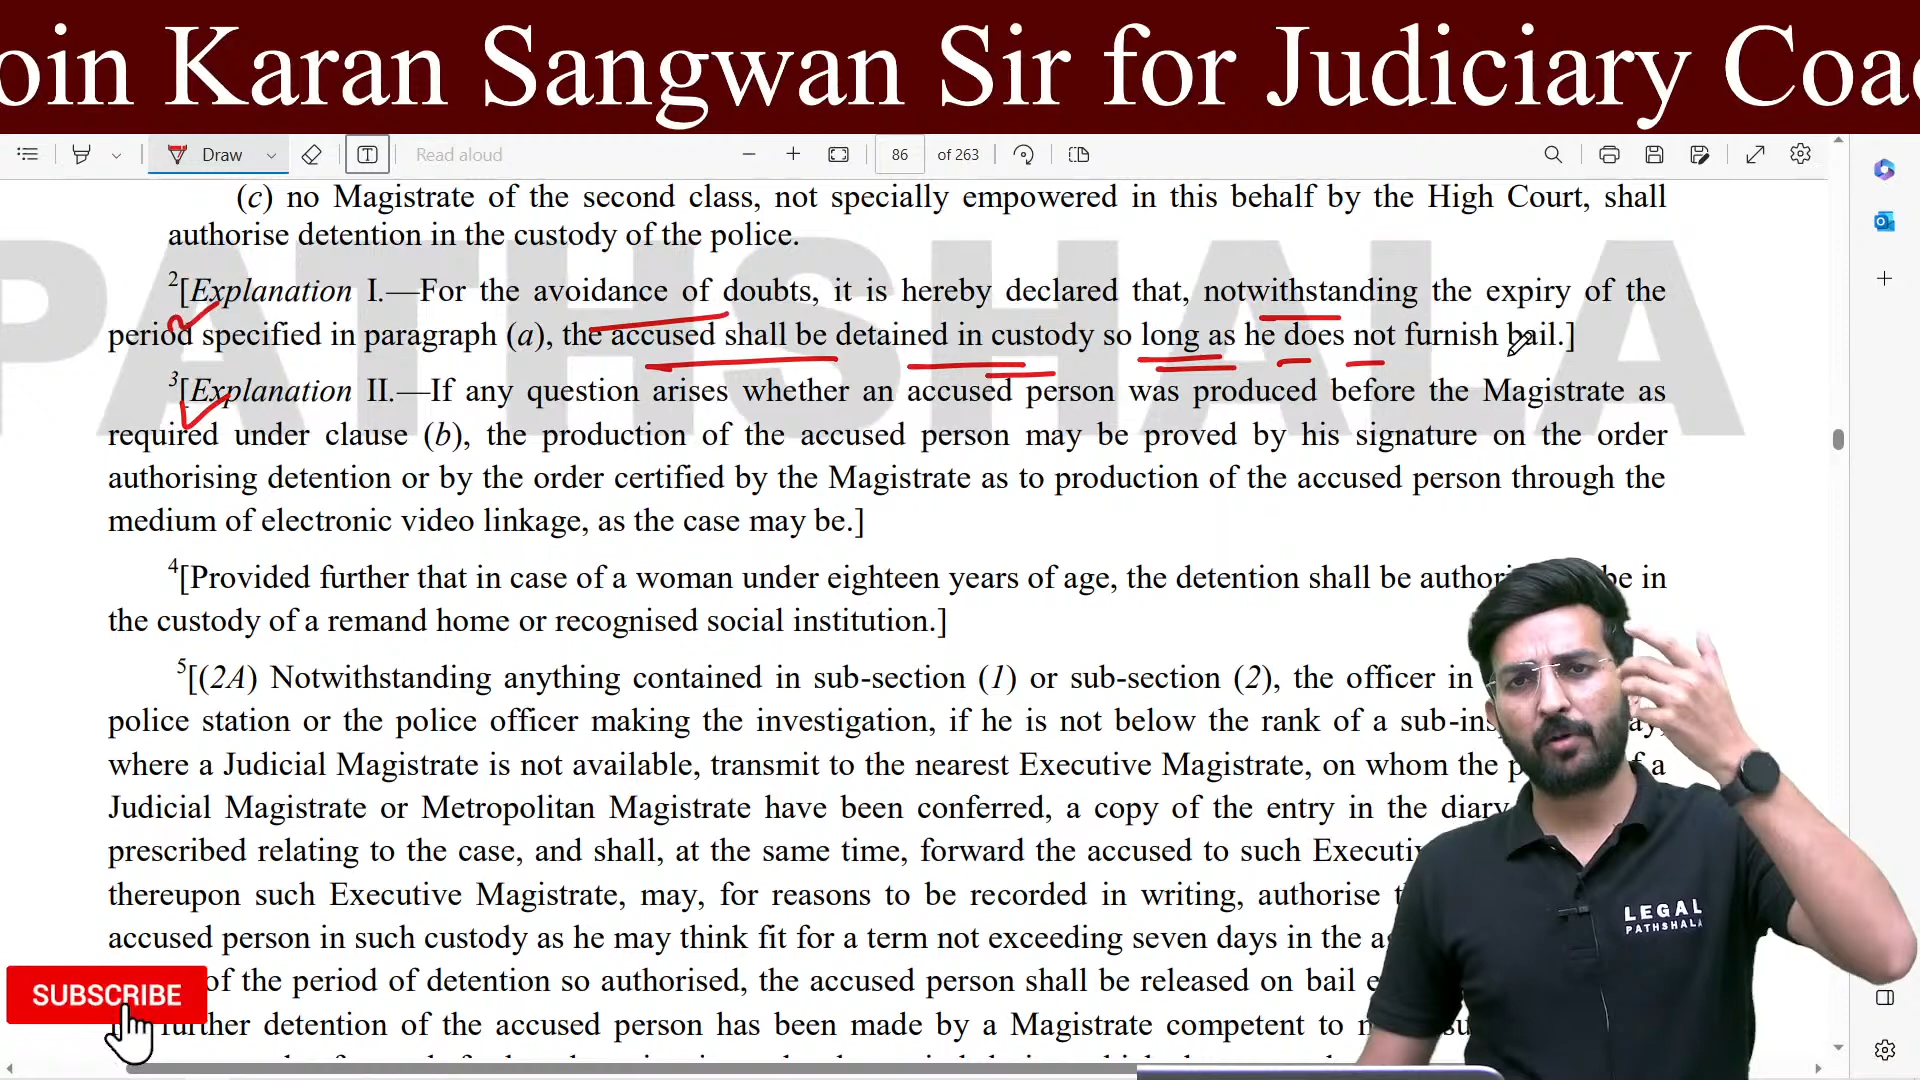 oin Karan Sangwan Sir for Judiciary Coa
Draw
Read aloud
86 of 263
(c) no Magistrate of the second class, not specially empowered in this behalf by the High Court, shall
authorise detention in the custody of the police.
2[Explanation I.—For the avoidance of doubts, it is hereby declared that, notwithstanding the expiry of the
period specified in paragraph (a), the accused shall be detained in custody so long as he does not furnish bail.]
3[Explanation II.—If any question arises whether an accused person was produced before the Magistrate as
required under clause (b), the production of the accused person may be proved by his signature on the order
authorising detention or by the order certified by the Magistrate as to production of the accused person through the
medium of electronic video linkage, as the case may be.]
4[Provided further that in case of a woman under eighteen years of age, the detention shall be be in
the custody of a remand home or recognised social institution.]
5[(2A) Notwithstanding anything contained in sub-section (1) or sub-section (2), the officer in
police station or the police officer making the investigation, if he is not below the rank of a
where a Judicial Magistrate is not available, transmit to the nearest Executive Magistrate, on whom the a
Judicial Magistrate or Metropolitan Magistrate have been conferred, a copy of the entry in the diary
prescribed relating to the case, and shall, at the same time, forward the accused to such
thereupon such Executive Magistrate, may, for reasons to be recorded in writing, authorise
accused person in such custody as he may think fit for a term not exceeding seven days in the
of the period of detention so authorised, the accused person shall be released on bail
further detention of the accused person has been made by a Magistrate competent to
PATHSHALA
LEGAL
PATHSHALA
SUBSCRIBE